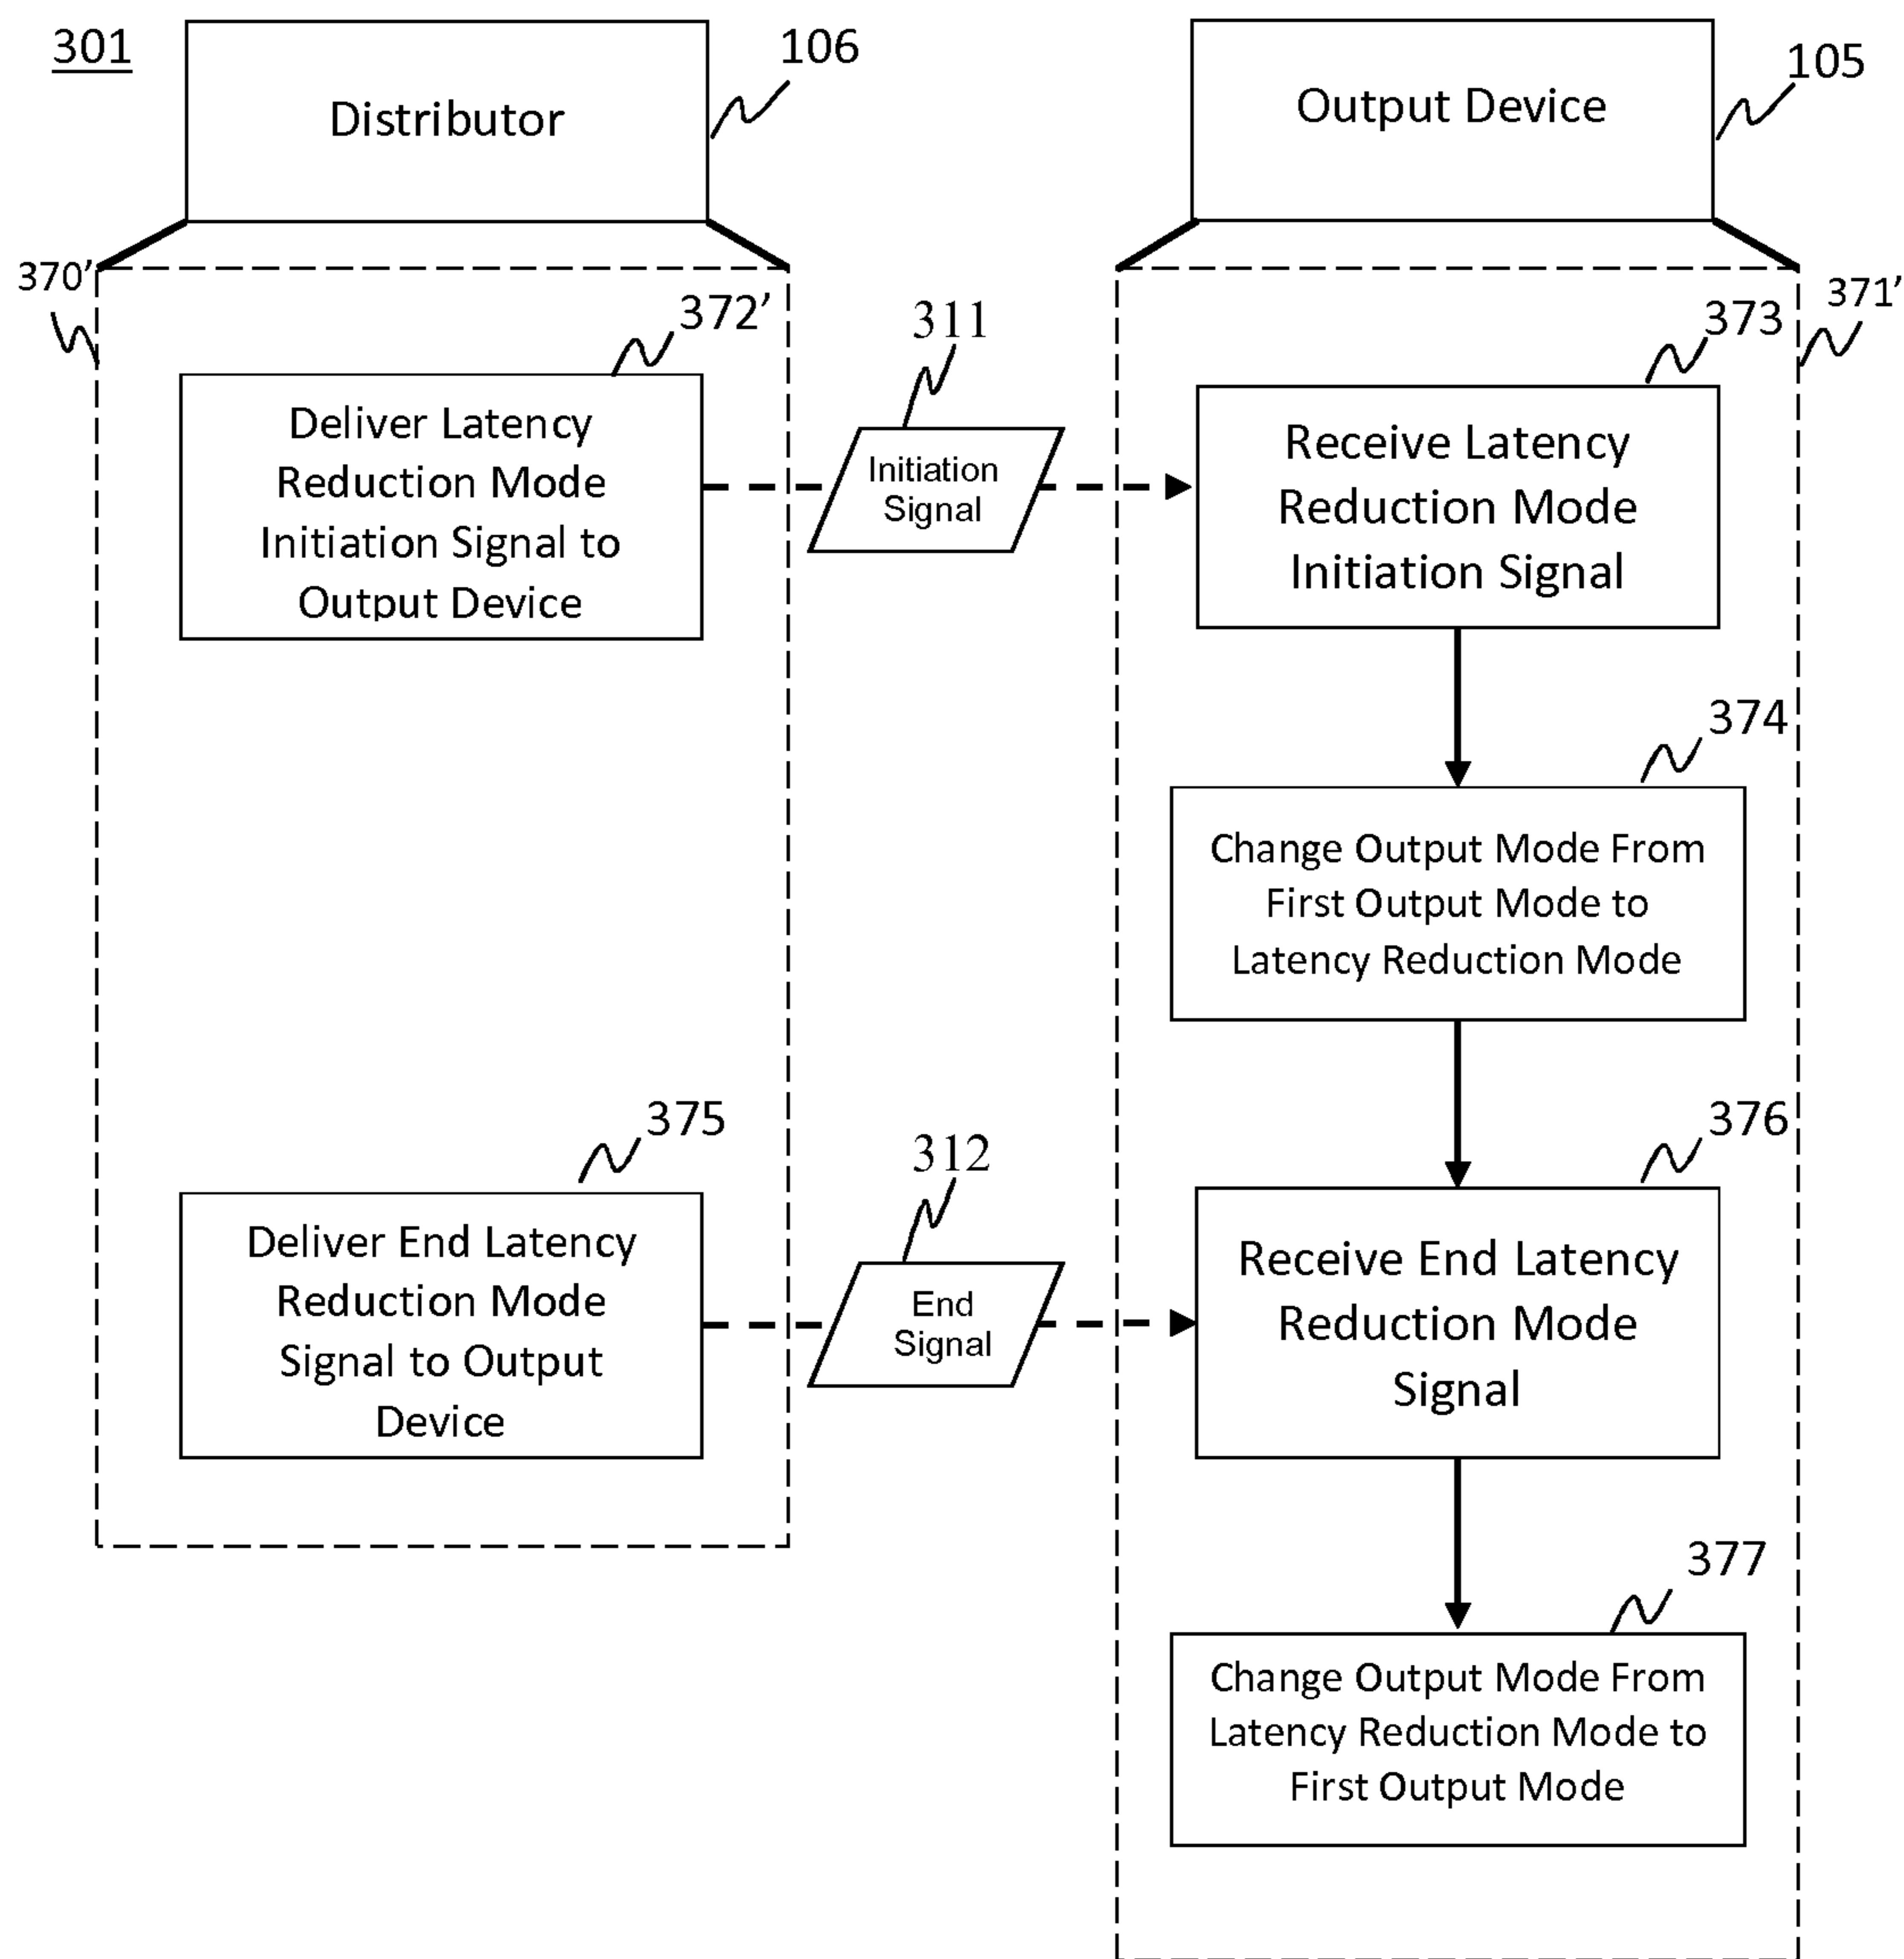 301
Distributor
106
Output Device
105
370’
372’
Deliver Latency
Reduction Mode
Initiation Signal to
Output Device
311
Initiation
Signal
371’
373
Receive Latency
Reduction Mode
Initiation Signal
374
Change Output Mode From
First Output Mode to
Latency Reduction Mode
375
Deliver End Latency
Reduction Mode
Signal to Output
Device
312
End
Signal
376
Receive End Latency
Reduction Mode
Signal
377
Change Output Mode From
Latency Reduction Mode to
First Output Mode